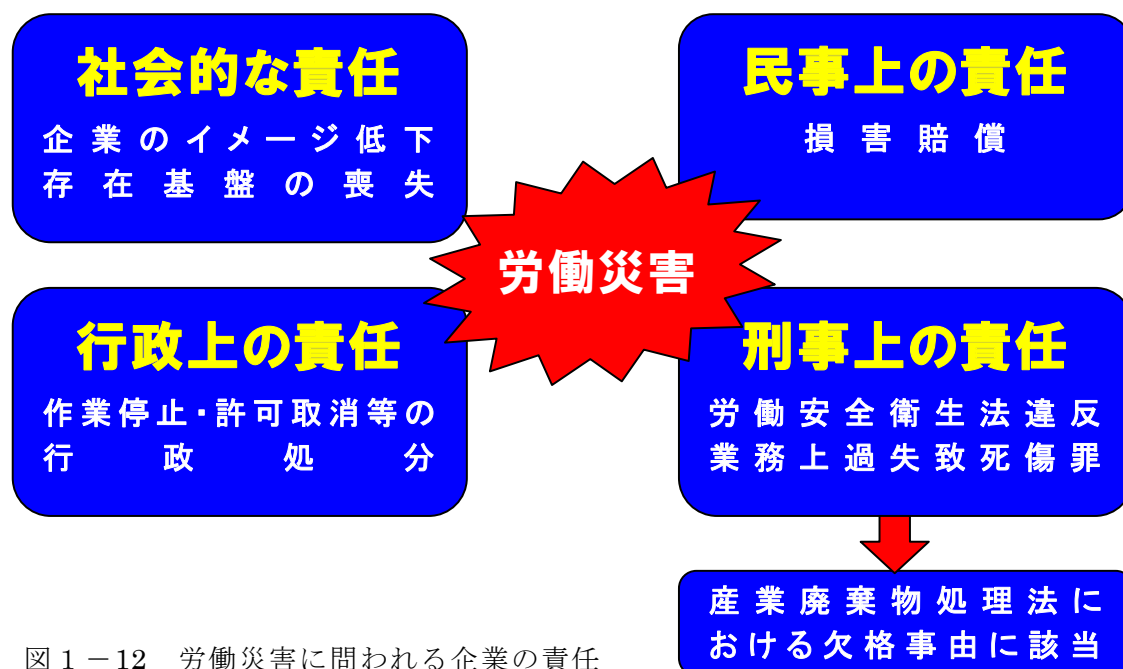 社会的な責任
企業のイメージ低下
存在基盤の喪失
民事上の責任
損害賠償
労働災害
行政上の責任
作業停止・許可取消等の
行政処分
刑事上の責任
労働安全衛生法違反
業務上過失致死傷罪
産業廃棄物処理法に
おける欠格事由に該当
図1－12　労働災害に問われる企業の責任